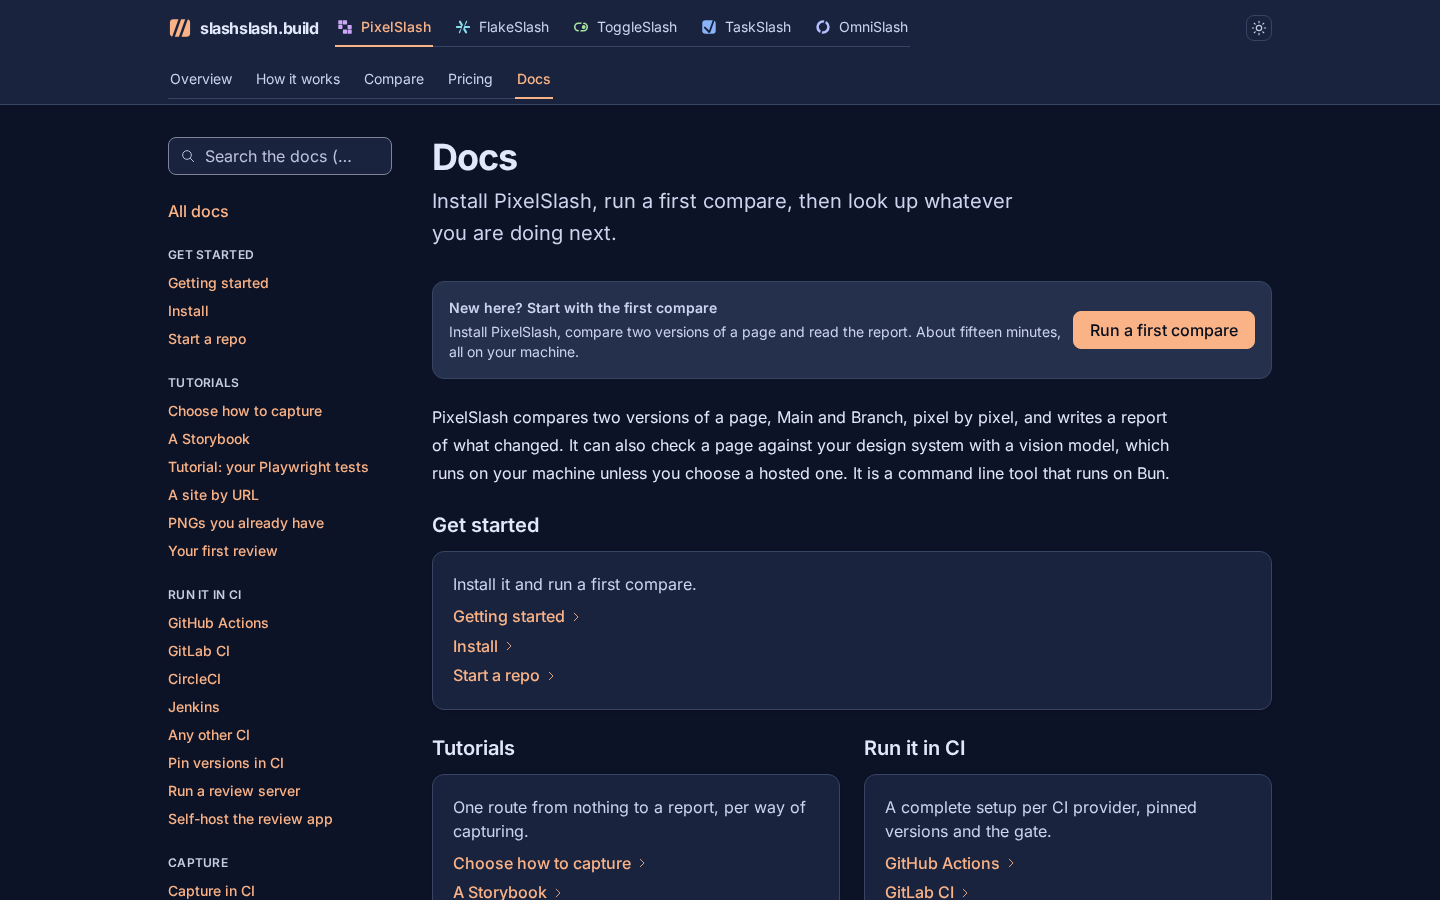 slashslash.build
PixelSlash
FlakeSlash
ToggleSlash
TaskSlash
OmniSlash
Overview
How it works
Compare
Pricing
Docs
Search the docs (...
All docs
GET STARTED
Getting started
Install
Start a repo
TUTORIALS
Choose how to capture
A Storybook
Tutorial: your Playwright tests
A site by URL
PNGs you already have
Your first review
RUN IT IN CI
GitHub Actions
GitLab CI
CircleCI
Jenkins
Any other CI
Pin versions in CI
Run a review server
Self-host the review app
CAPTURE
Capture in CI
Docs
Install PixelSlash, run a first compare, then look up whatever
you are doing next.
New here? Start with the first compare
Install PixelSlash, compare two versions of a page and read the report. About fifteen minutes,
all on your machine.
Run a first compare
PixelSlash compares two versions of a page, Main and Branch, pixel by pixel, and writes a report
of what changed. It can also check a page against your design system with a vision model, which
runs on your machine unless you choose a hosted one. It is a command line tool that runs on Bun.
Get started
Install it and run a first compare.
Getting started
Install
Start a repo
Tutorials
One route from nothing to a report, per way of
capturing.
Choose how to capture
A Storybook
Run it in CI
A complete setup per CI provider, pinned
versions and the gate.
GitHub Actions
GitLab CI